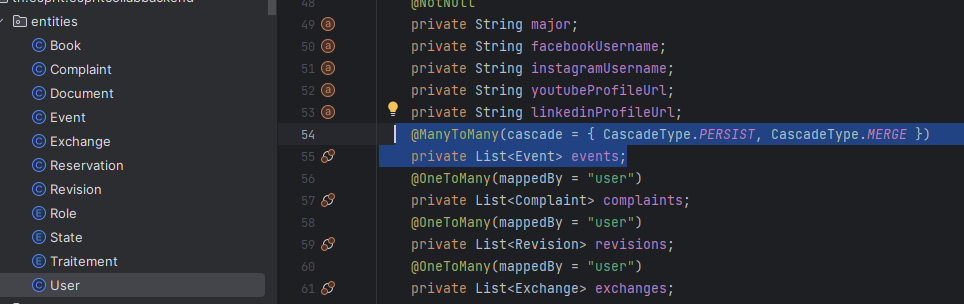 tn.esprit.espritcollabbackend
entities
Book
Complaint
Document
Event
Exchange
Reservation
Revision
Role
State
Traitement
User
48 @NotNull
49 private String major;
50 private String facebookUsername;
51 private String instagramUsername;
52 private String youtubeProfileUrl;
53 private String linkedinProfileUrl;
54 @ManyToMany(cascade = { CascadeType.PERSIST, CascadeType.MERGE })
55 private List<Event> events;
56 @OneToMany(mappedBy = "user")
57 private List<Complaint> complaints;
58 @OneToMany(mappedBy = "user")
59 private List<Revision> revisions;
60 @OneToMany(mappedBy = "user")
61 private List<Exchange> exchanges;